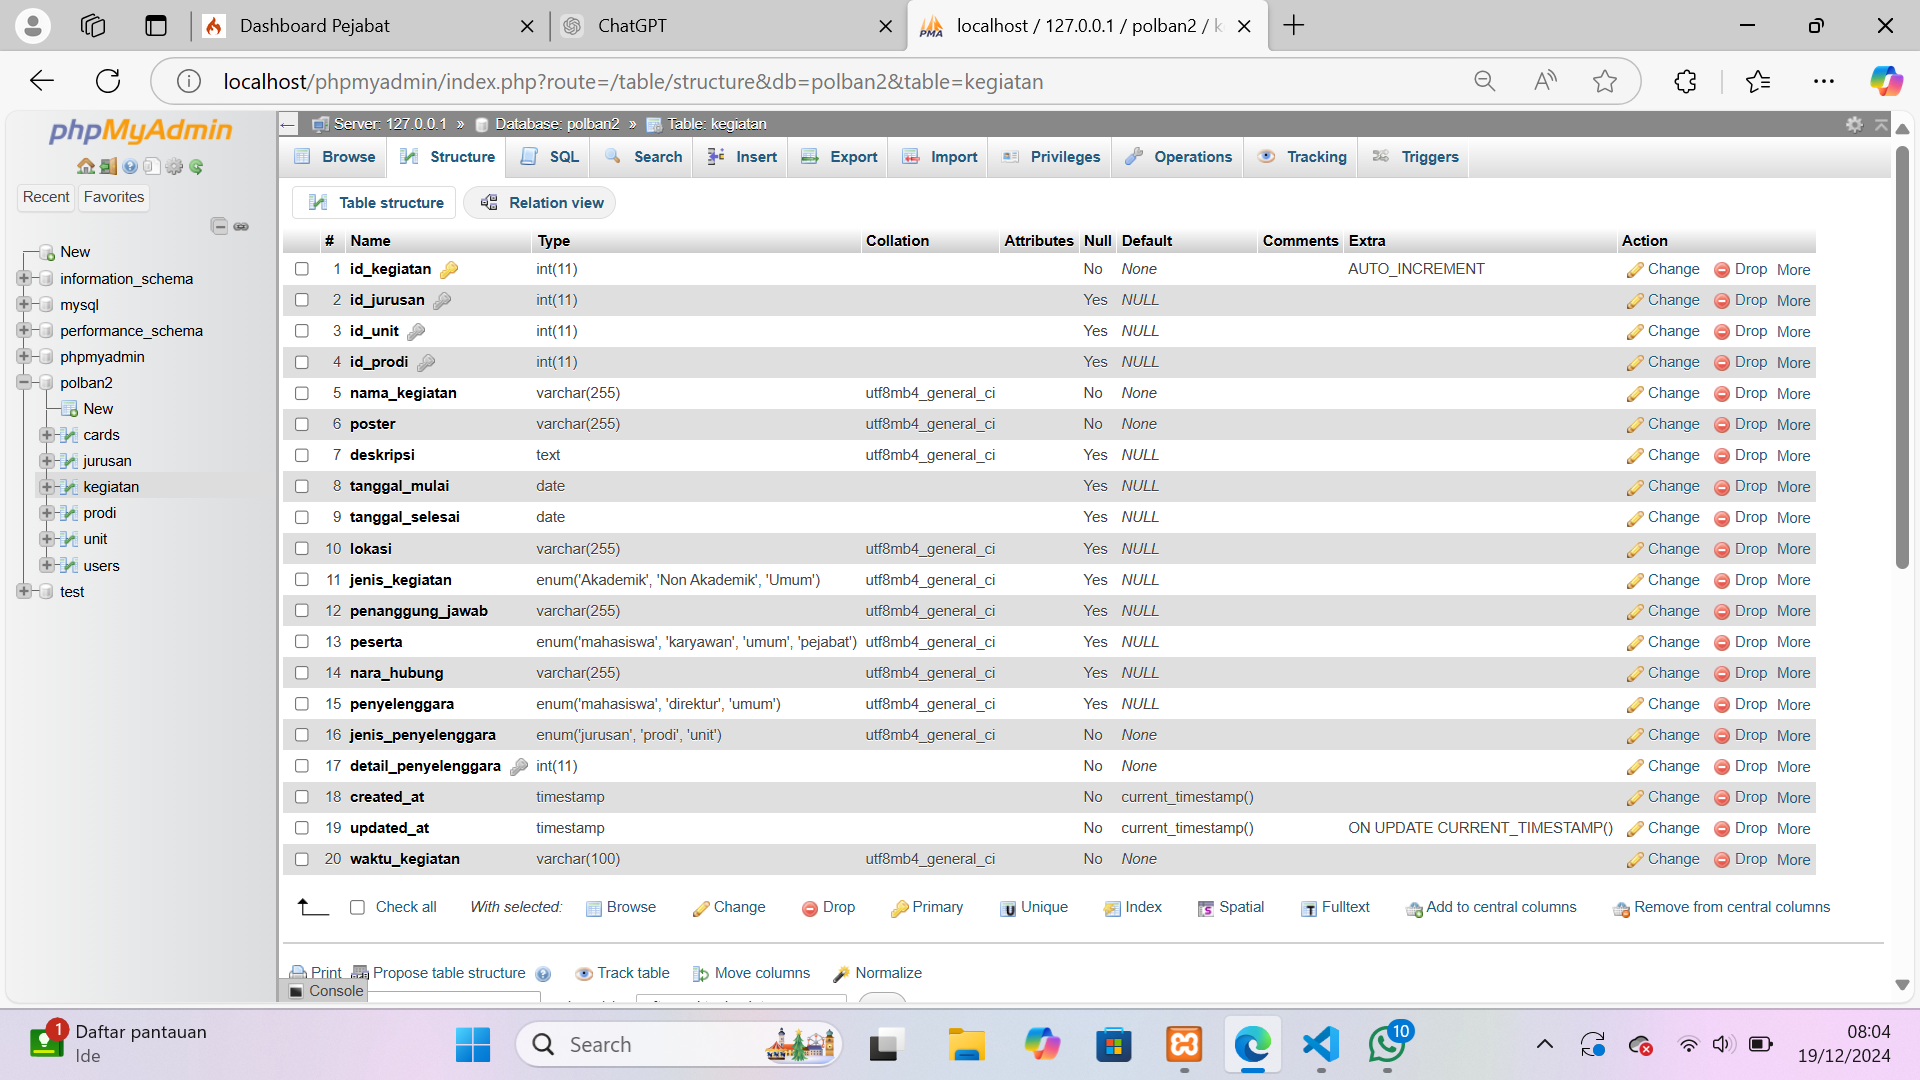 Dashboard Pejabat
ChatGPT
localhost / 127.0.0.1 / polban2 / k
localhost/phpmyadmin/index.php?route=/table/structure&db=polban2&table=kegiatan
phpMyAdmin
Recent
Favorites
New
information_schema
mysql
performance_schema
phpmyadmin
polban2
New
cards
jurusan
kegiatan
prodi
unit
users
test
Server: 127.0.0.1 » Database: polban2 » Table: kegiatan
Browse Structure SQL Search Insert Export Import Privileges Operations Tracking Triggers
Table structure Relation view
# Name Type Collation Attributes Null Default Comments Extra Action
1 id_kegiatan int(11) No None AUTO_INCREMENT Change Drop More
2 id_jurusan int(11) Yes NULL Change Drop More
3 id_unit int(11) Yes NULL Change Drop More
4 id_prodi int(11) Yes NULL Change Drop More
5 nama_kegiatan varchar(255) utf8mb4_general_ci No None Change Drop More
6 poster varchar(255) utf8mb4_general_ci No None Change Drop More
7 deskripsi text utf8mb4_general_ci Yes NULL Change Drop More
8 tanggal_mulai date Yes NULL Change Drop More
9 tanggal_selesai date Yes NULL Change Drop More
10 lokasi varchar(255) utf8mb4_general_ci Yes NULL Change Drop More
11 jenis_kegiatan enum('Akademik', 'Non Akademik', 'Umum') utf8mb4_general_ci Yes NULL Change Drop More
12 penanggung_jawab varchar(255) utf8mb4_general_ci Yes NULL Change Drop More
13 peserta enum('mahasiswa', 'karyawan', 'umum', 'pejabat') utf8mb4_general_ci Yes NULL Change Drop More
14 nara_hubung varchar(255) utf8mb4_general_ci Yes NULL Change Drop More
15 penyelenggara enum('mahasiswa', 'direktur', 'umum') utf8mb4_general_ci Yes NULL Change Drop More
16 jenis_penyelenggara enum('jurusan', 'prodi', 'unit') utf8mb4_general_ci No None Change Drop More
17 detail_penyelenggara int(11) No None Change Drop More
18 created_at timestamp No current_timestamp() Change Drop More
19 updated_at timestamp No current_timestamp() ON UPDATE CURRENT_TIMESTAMP() Change Drop More
20 waktu_kegiatan varchar(100) utf8mb4_general_ci No None Change Drop More
Check all With selected: Browse Change Drop Primary Unique Index Spatial Fulltext Add to central columns Remove from central columns
Print Propose table structure Track table Move columns Normalize
Console
1
Daftar pantauan
Ide
Search
10
08:04
19/12/2024